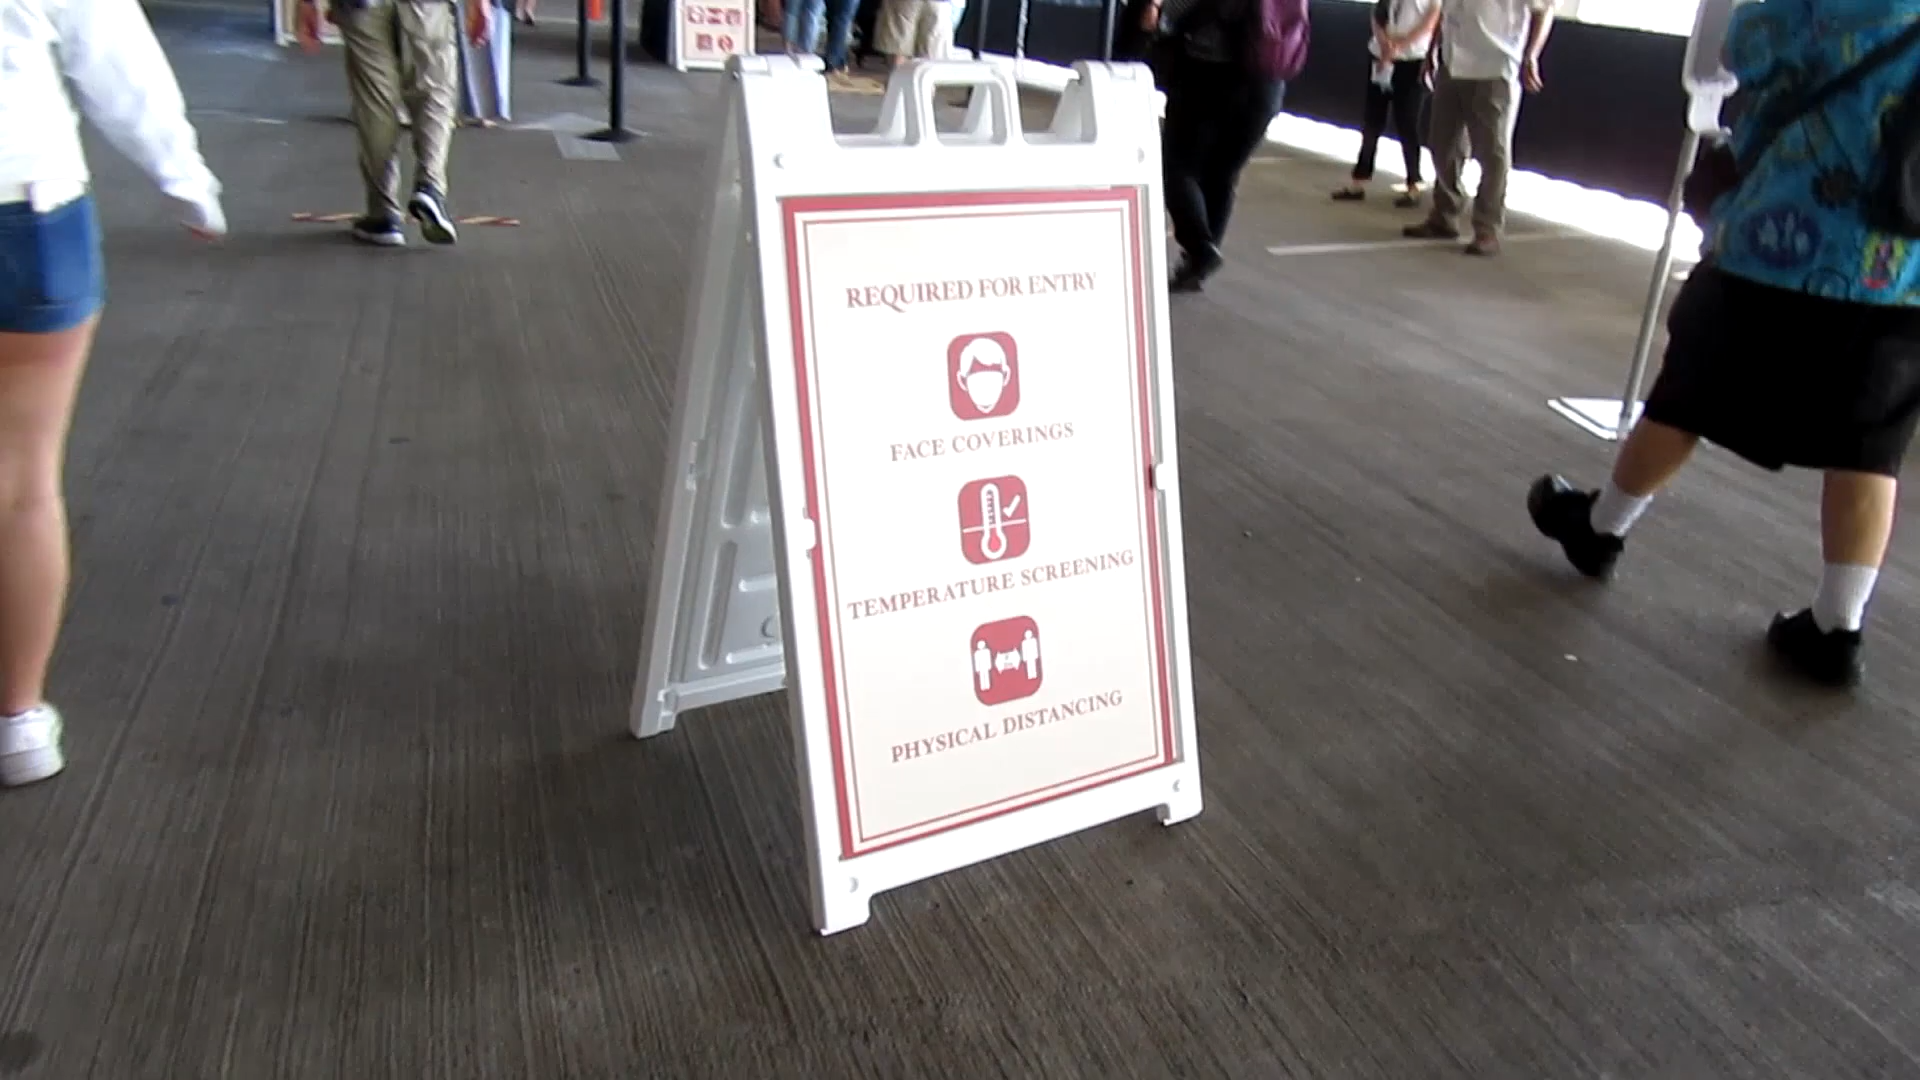 REQUIRED FOR ENTRY
FACE COVERINGS
TEMPERATURE SCREENING
PHYSICAL DISTANCING